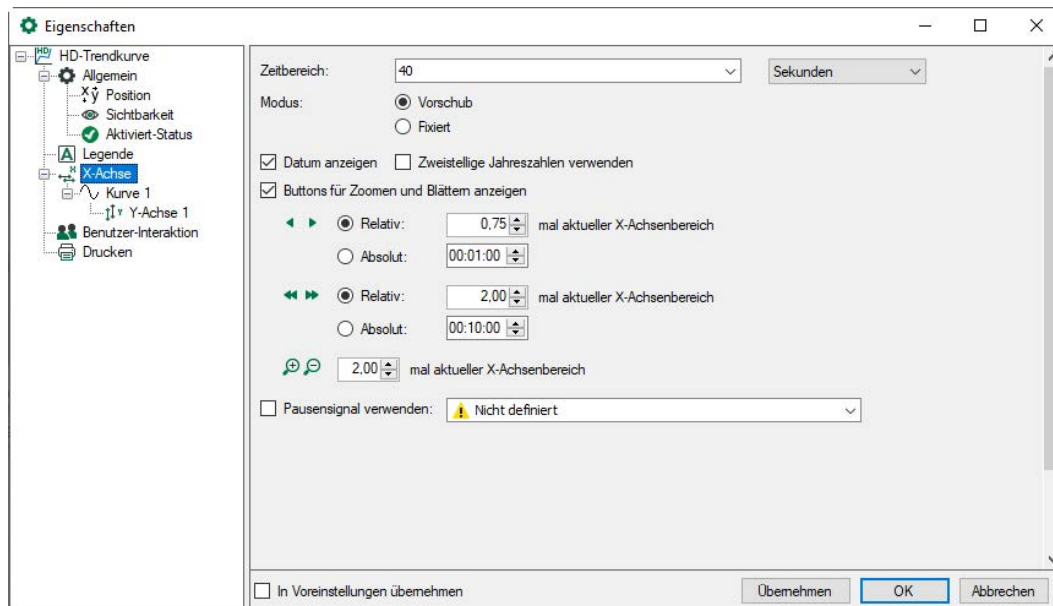 Eigenschaften
HD-Trendkurve
Allgemein
Position
Sichtbarkeit
Aktiviert-Status
Legende
X-Achse
Kurve 1
Y-Achse 1
Benutzer-Interaktion
Drucken
Zeitbereich: 40 Sekunden
Modus: Vorschub
Fixiert
Datum anzeigen Zweistellige Jahreszahlen verwenden
Buttons für Zoomen und Blättern anzeigen
Relativ: 0,75 mal aktueller X-Achsenbereich
Absolut: 00:01:00
Relativ: 2,00 mal aktueller X-Achsenbereich
Absolut: 00:10:00
2,00 mal aktueller X-Achsenbereich
Pausensignal verwenden: Nicht definiert
In Voreinstellungen übernehmen Übernehmen OK Abbrechen